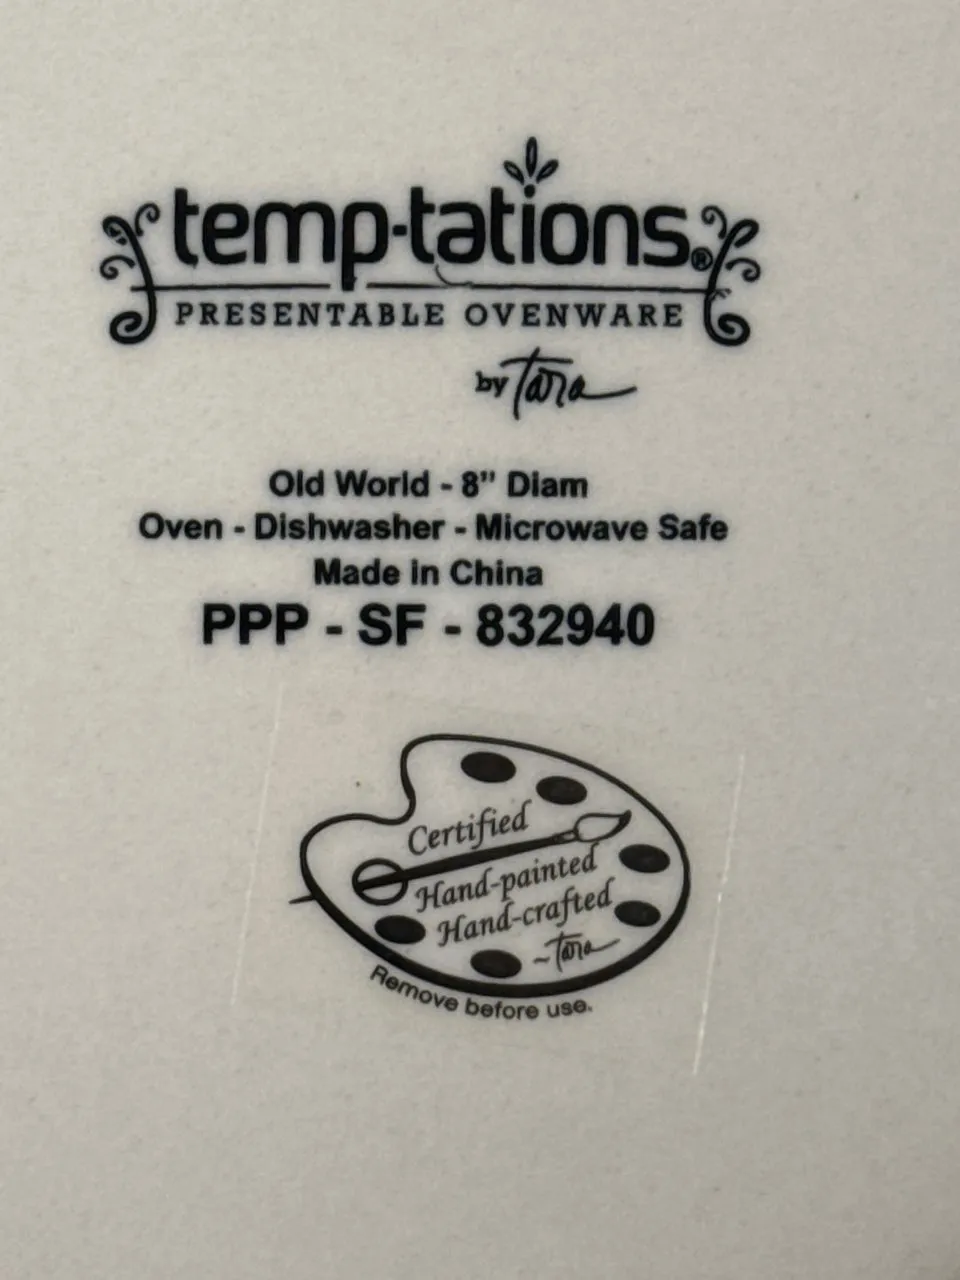 temp-tations®
PRESENTABLE OVENWARE
by Tara
Old World - 8” Diam
Oven - Dishwasher - Microwave Safe
Made in China
PPP - SF - 832940
Certified
Hand-painted
Hand-crafted
~Tara
Remove before use.